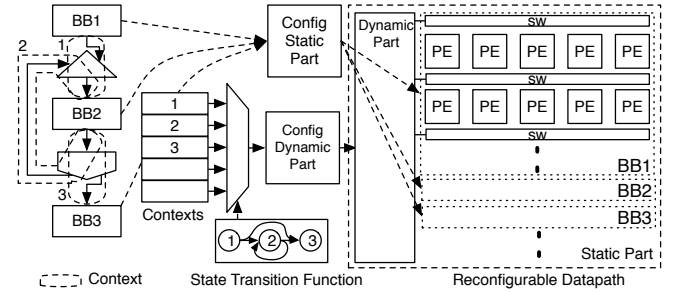 BB1
2
1
BB2
3
BB3
Context
Config
Static
Part
1
2
3
Contexts
Config
Dynamic
Part
1
2
3
State Transition Function
Dynamic
Part
SW
PE PE PE PE PE
SW
PE PE PE PE PE
SW
BB1
BB2
BB3
Static Part
Reconfigurable Datapath